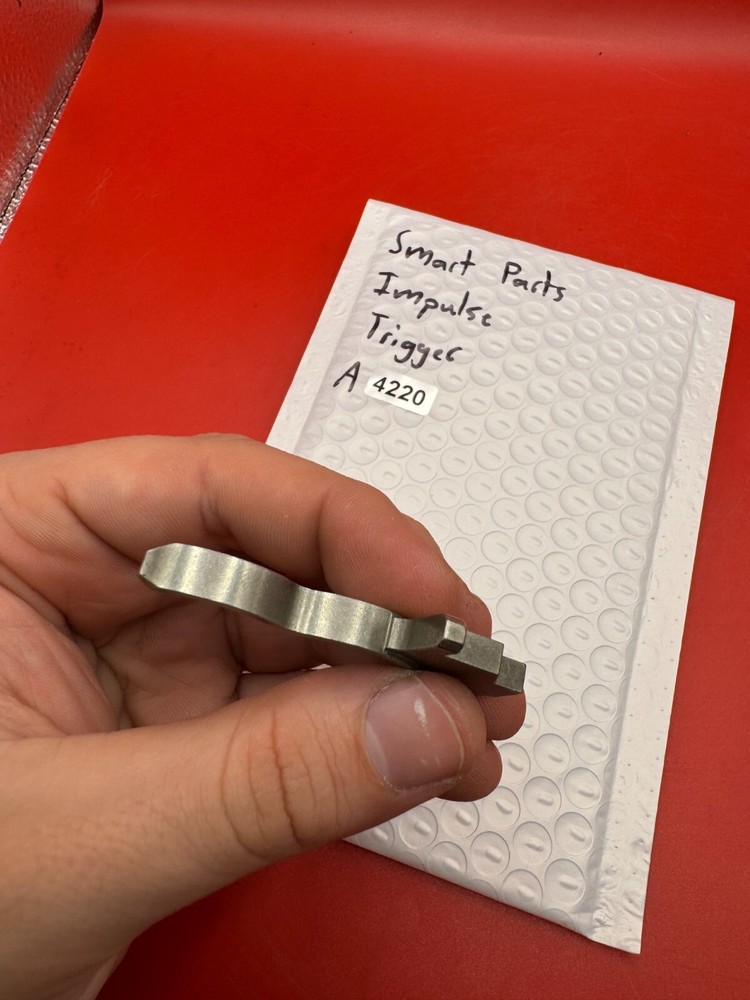 Smart Parts
Impulse
Trigger
A 4220